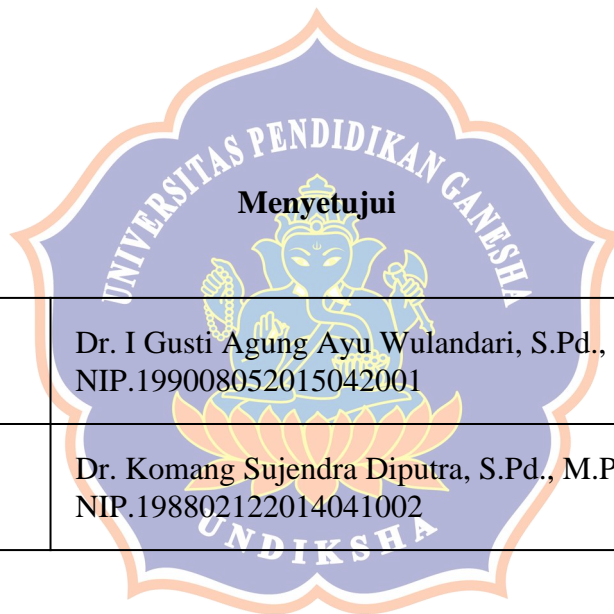 UNIVERSITAS PENDIDIKAN GANESHA
Menyetujui
Dr. I Gusti Agung Ayu Wulandari, S.Pd.,
NIP.199008052015042001
Dr. Komang Sujendra Diputra, S.Pd., M.P
NIP.198802122014041002
UNDIKSHA